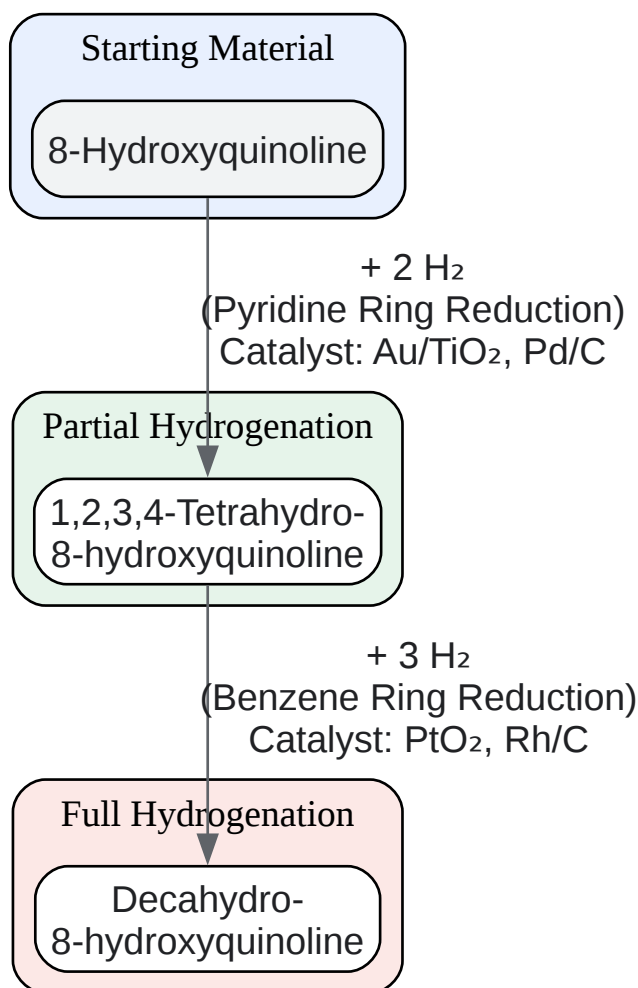 Starting Material
8-Hydroxyquinoline
+ 2 H₂
(Pyridine Ring Reduction)
Catalyst: Au/TiO₂, Pd/C
Partial Hydrogenation
1,2,3,4-Tetrahydro-
8-hydroxyquinoline
+ 3 H₂
(Benzene Ring Reduction)
Catalyst: PtO₂, Rh/C
Full Hydrogenation
Decahydro-
8-hydroxyquinoline